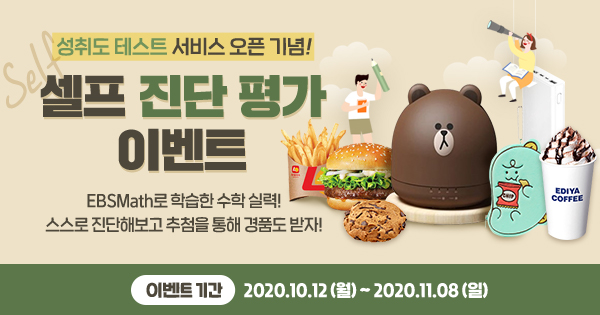 성취도 테스트 서비스 오픈 기념!
Self
셀프 진단 평가
이벤트
EBSMath로 학습한 수학 실력!
스스로 진단해보고 추첨을 통해 경품도 받자!
CHIP
EDIYA
COFFEE
이벤트 기간 2020.10.12 (월) ~ 2020.11.08 (일)